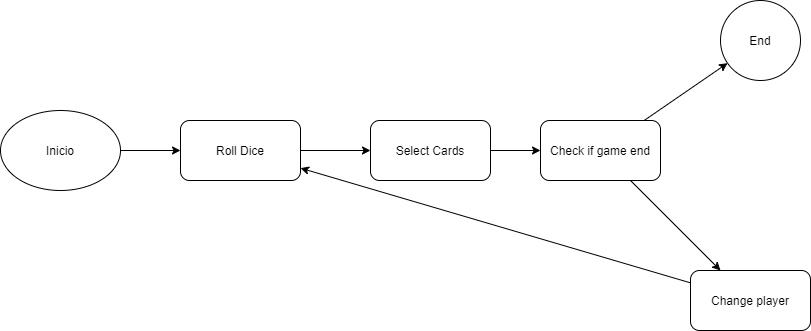 End
Inicio
Roll Dice
Select Cards
Check if game end
Change player